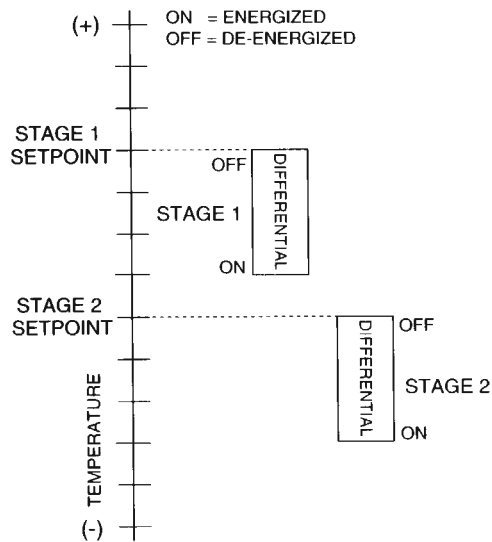 (+)
ON = ENERGIZED
OFF = DE-ENERGIZED
STAGE 1
SETPOINT
OFF
DIFFERENTIAL
STAGE 1
ON
STAGE 2
SETPOINT
DIFFERENTIAL
OFF
STAGE 2
ON
TEMPERATURE
(-)